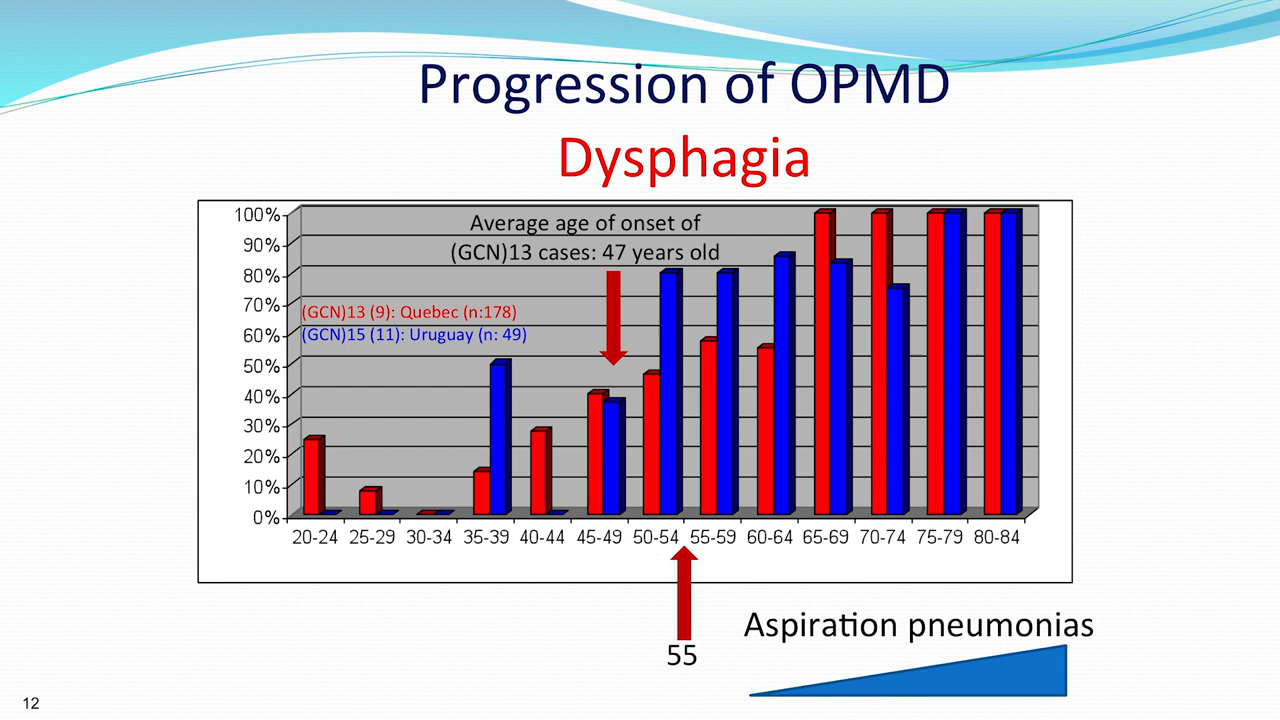 Progression of OPMD
Dysphagia
Average age of onset of
(GCN)13 cases: 47 years old
(GCN)13 (9): Quebec (n:178)
(GCN)15 (11): Uruguay (n: 49)
100%
90%
80%
70%
60%
50%
40%
30%
20%
10%
0%
20-24 25-29 30-34 35-39 40-44 45-49 50-54 55-59 60-64 65-69 70-74 75-79 80-84
55
Aspiration pneumonias
12